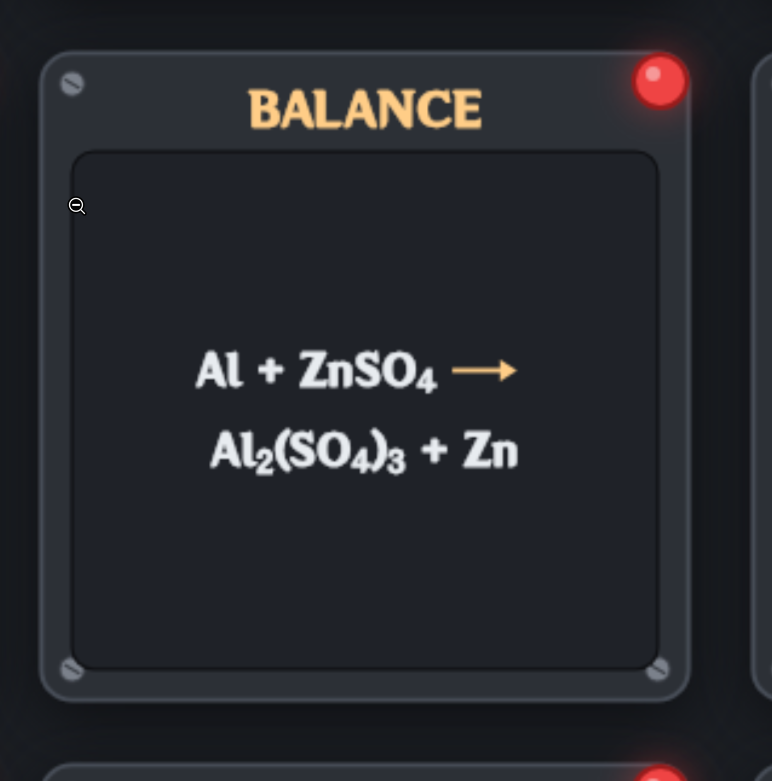 BALANCE
Al + ZnSO₄ ⟶
Al₂(SO₄)₃ + Zn